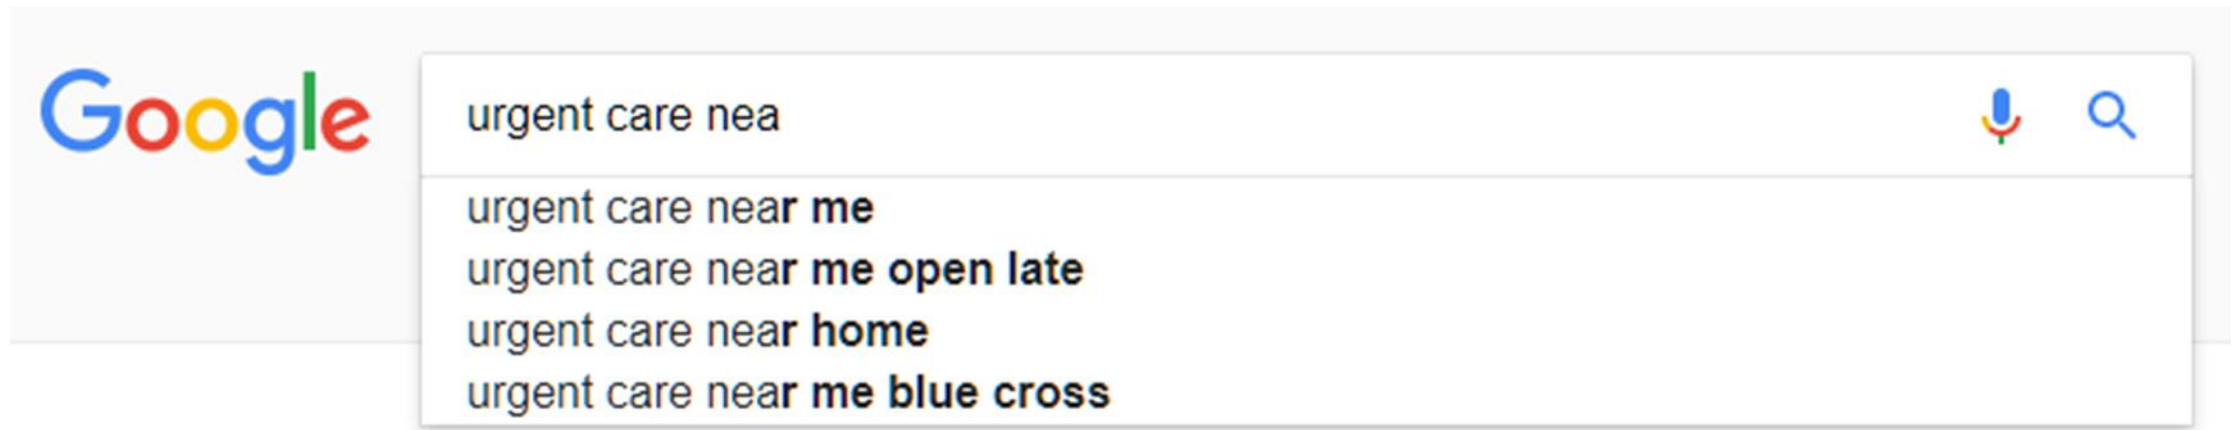 Google
urgent care nea
urgent care near me
urgent care near me open late
urgent care near home
urgent care near me blue cross